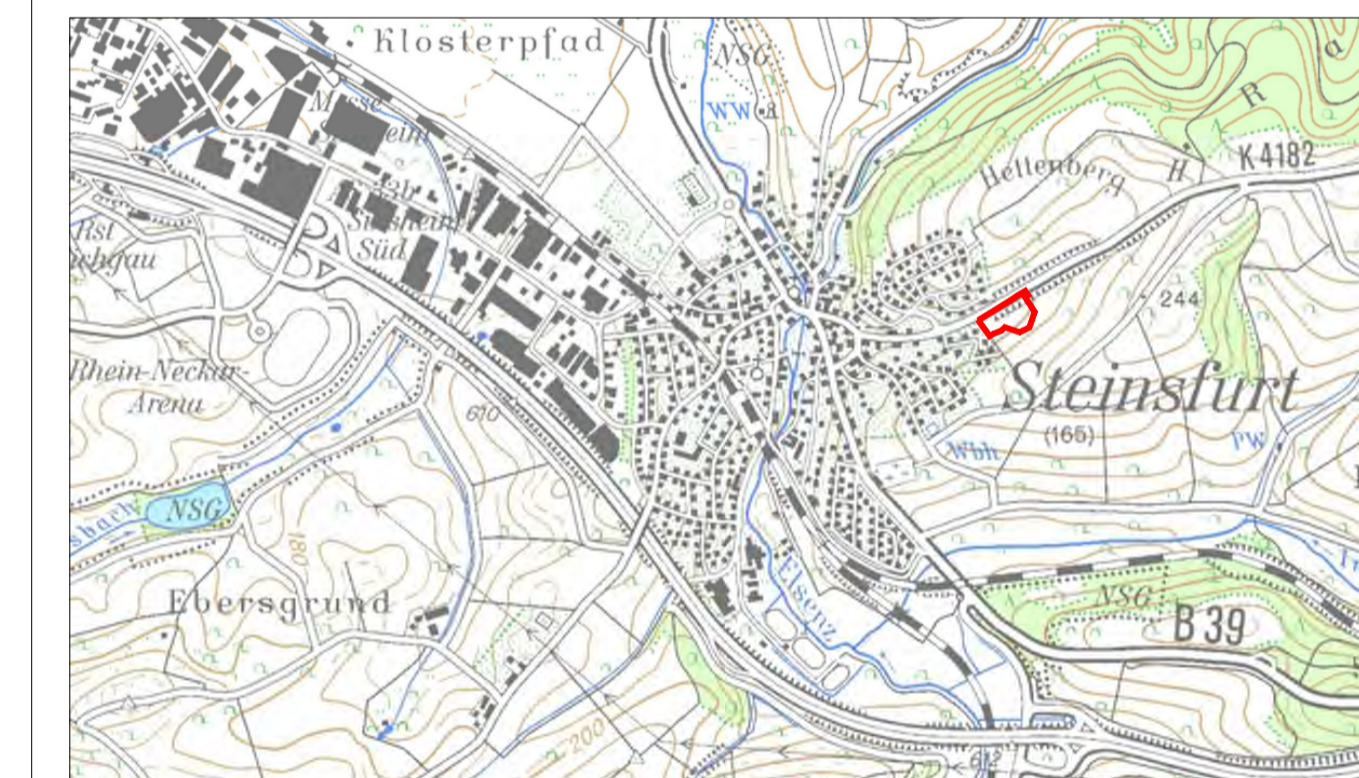 Klosterpfad
NSG
WW
R
a
Hellenberg
H
K 4182
Süd
244
Rhein-Neckar-
Arena
610
Steinsfurt
(165)
Wbh
PW
NSG
sbach
180
Ebersgrund
Elsenz
NSG
B 39
200